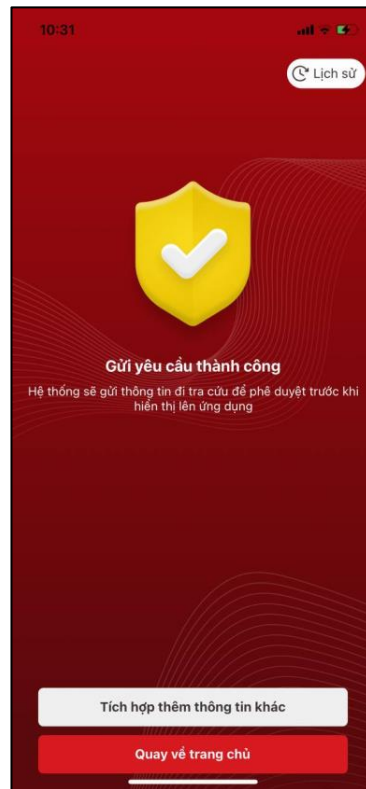 10:31
Lịch sử
Gửi yêu cầu thành công
Hệ thống sẽ gửi thông tin đi tra cứu để phê duyệt trước khi
hiển thị lên ứng dụng
Tích hợp thêm thông tin khác
Quay về trang chủ